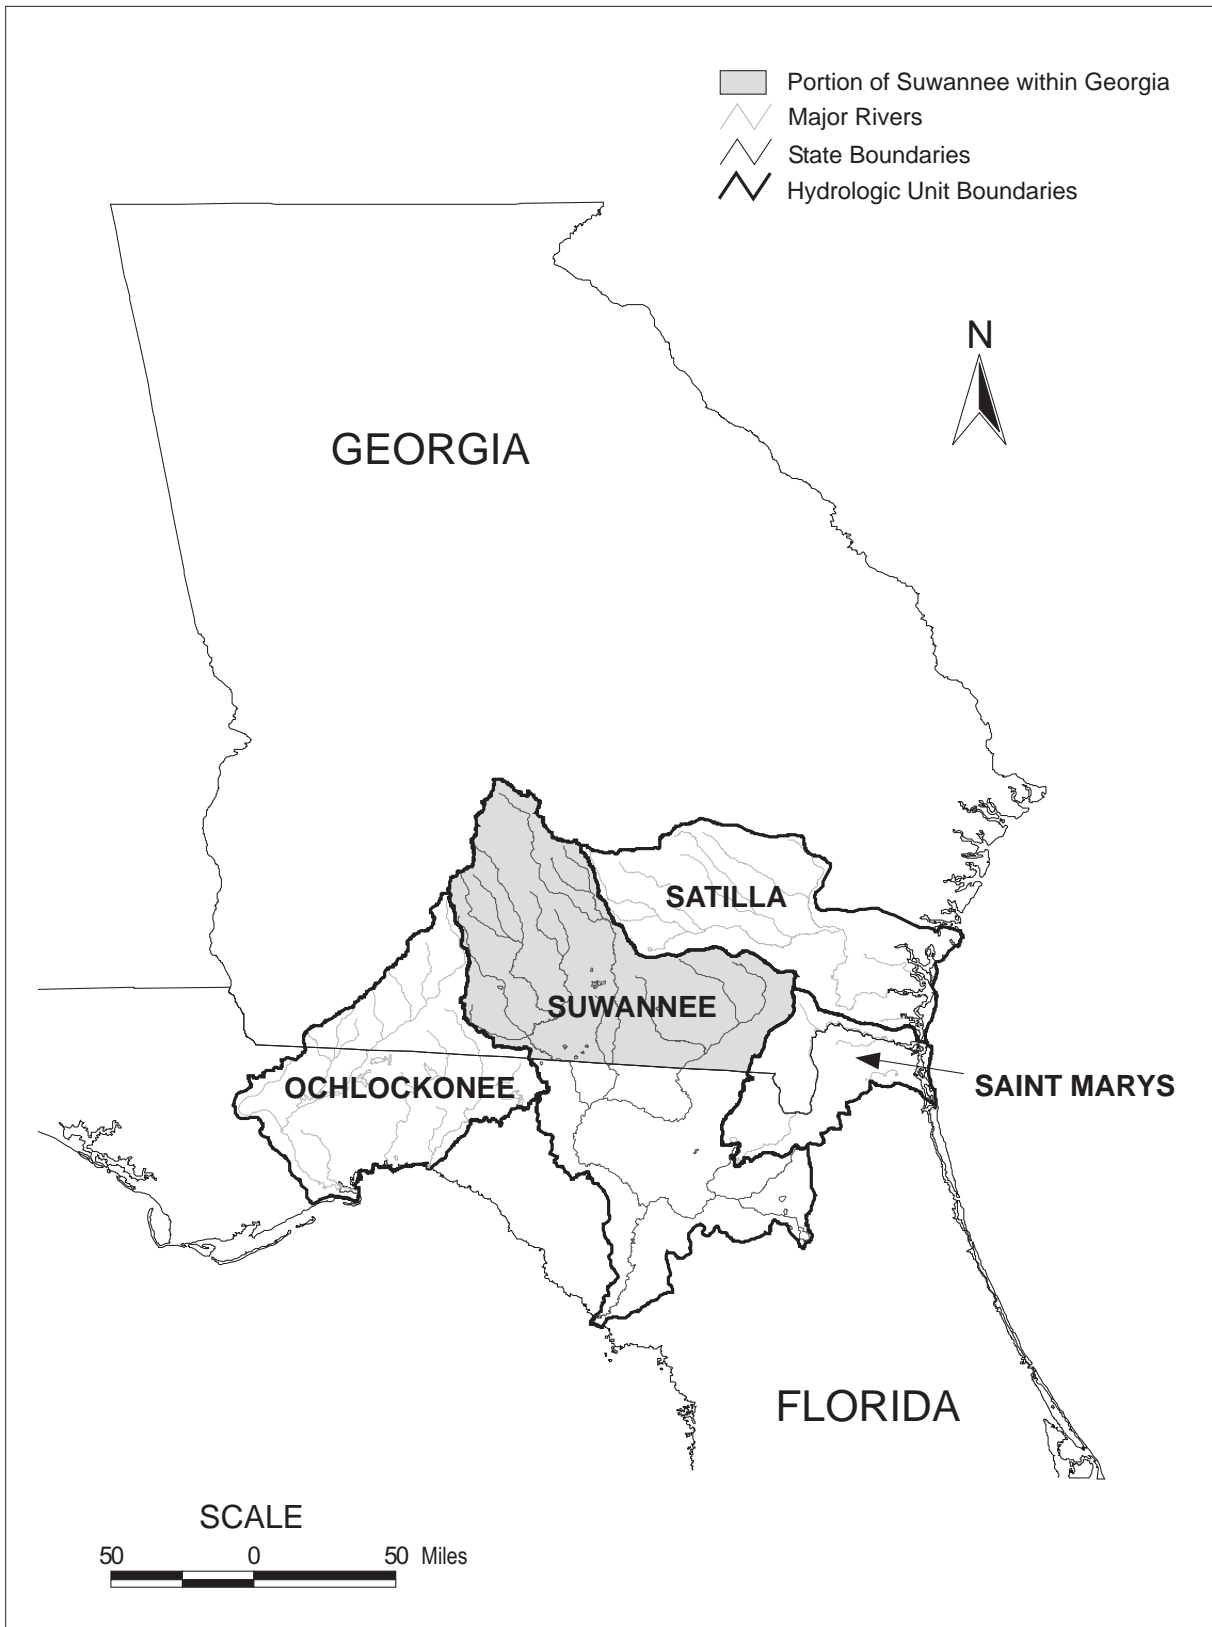 Portion of Suwannee within Georgia
Major Rivers
State Boundaries
Hydrologic Unit Boundaries
N
GEORGIA
SATILLA
SUWANNEE
OCHLOCKONEE
SAINT MARYS
FLORIDA
SCALE
50 0 50 Miles